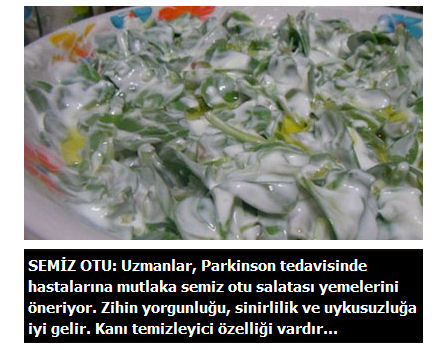 SEMİZ OTU: Uzmanlar, Parkinson tedavisinde
hastalarına mutlaka semiz otu salatası yemelerini
öneriyor. Zihin yorgunluğu, sinirlilik ve uykusuzluğa
iyi gelir. Kanı temizleyici özelliği vardır...